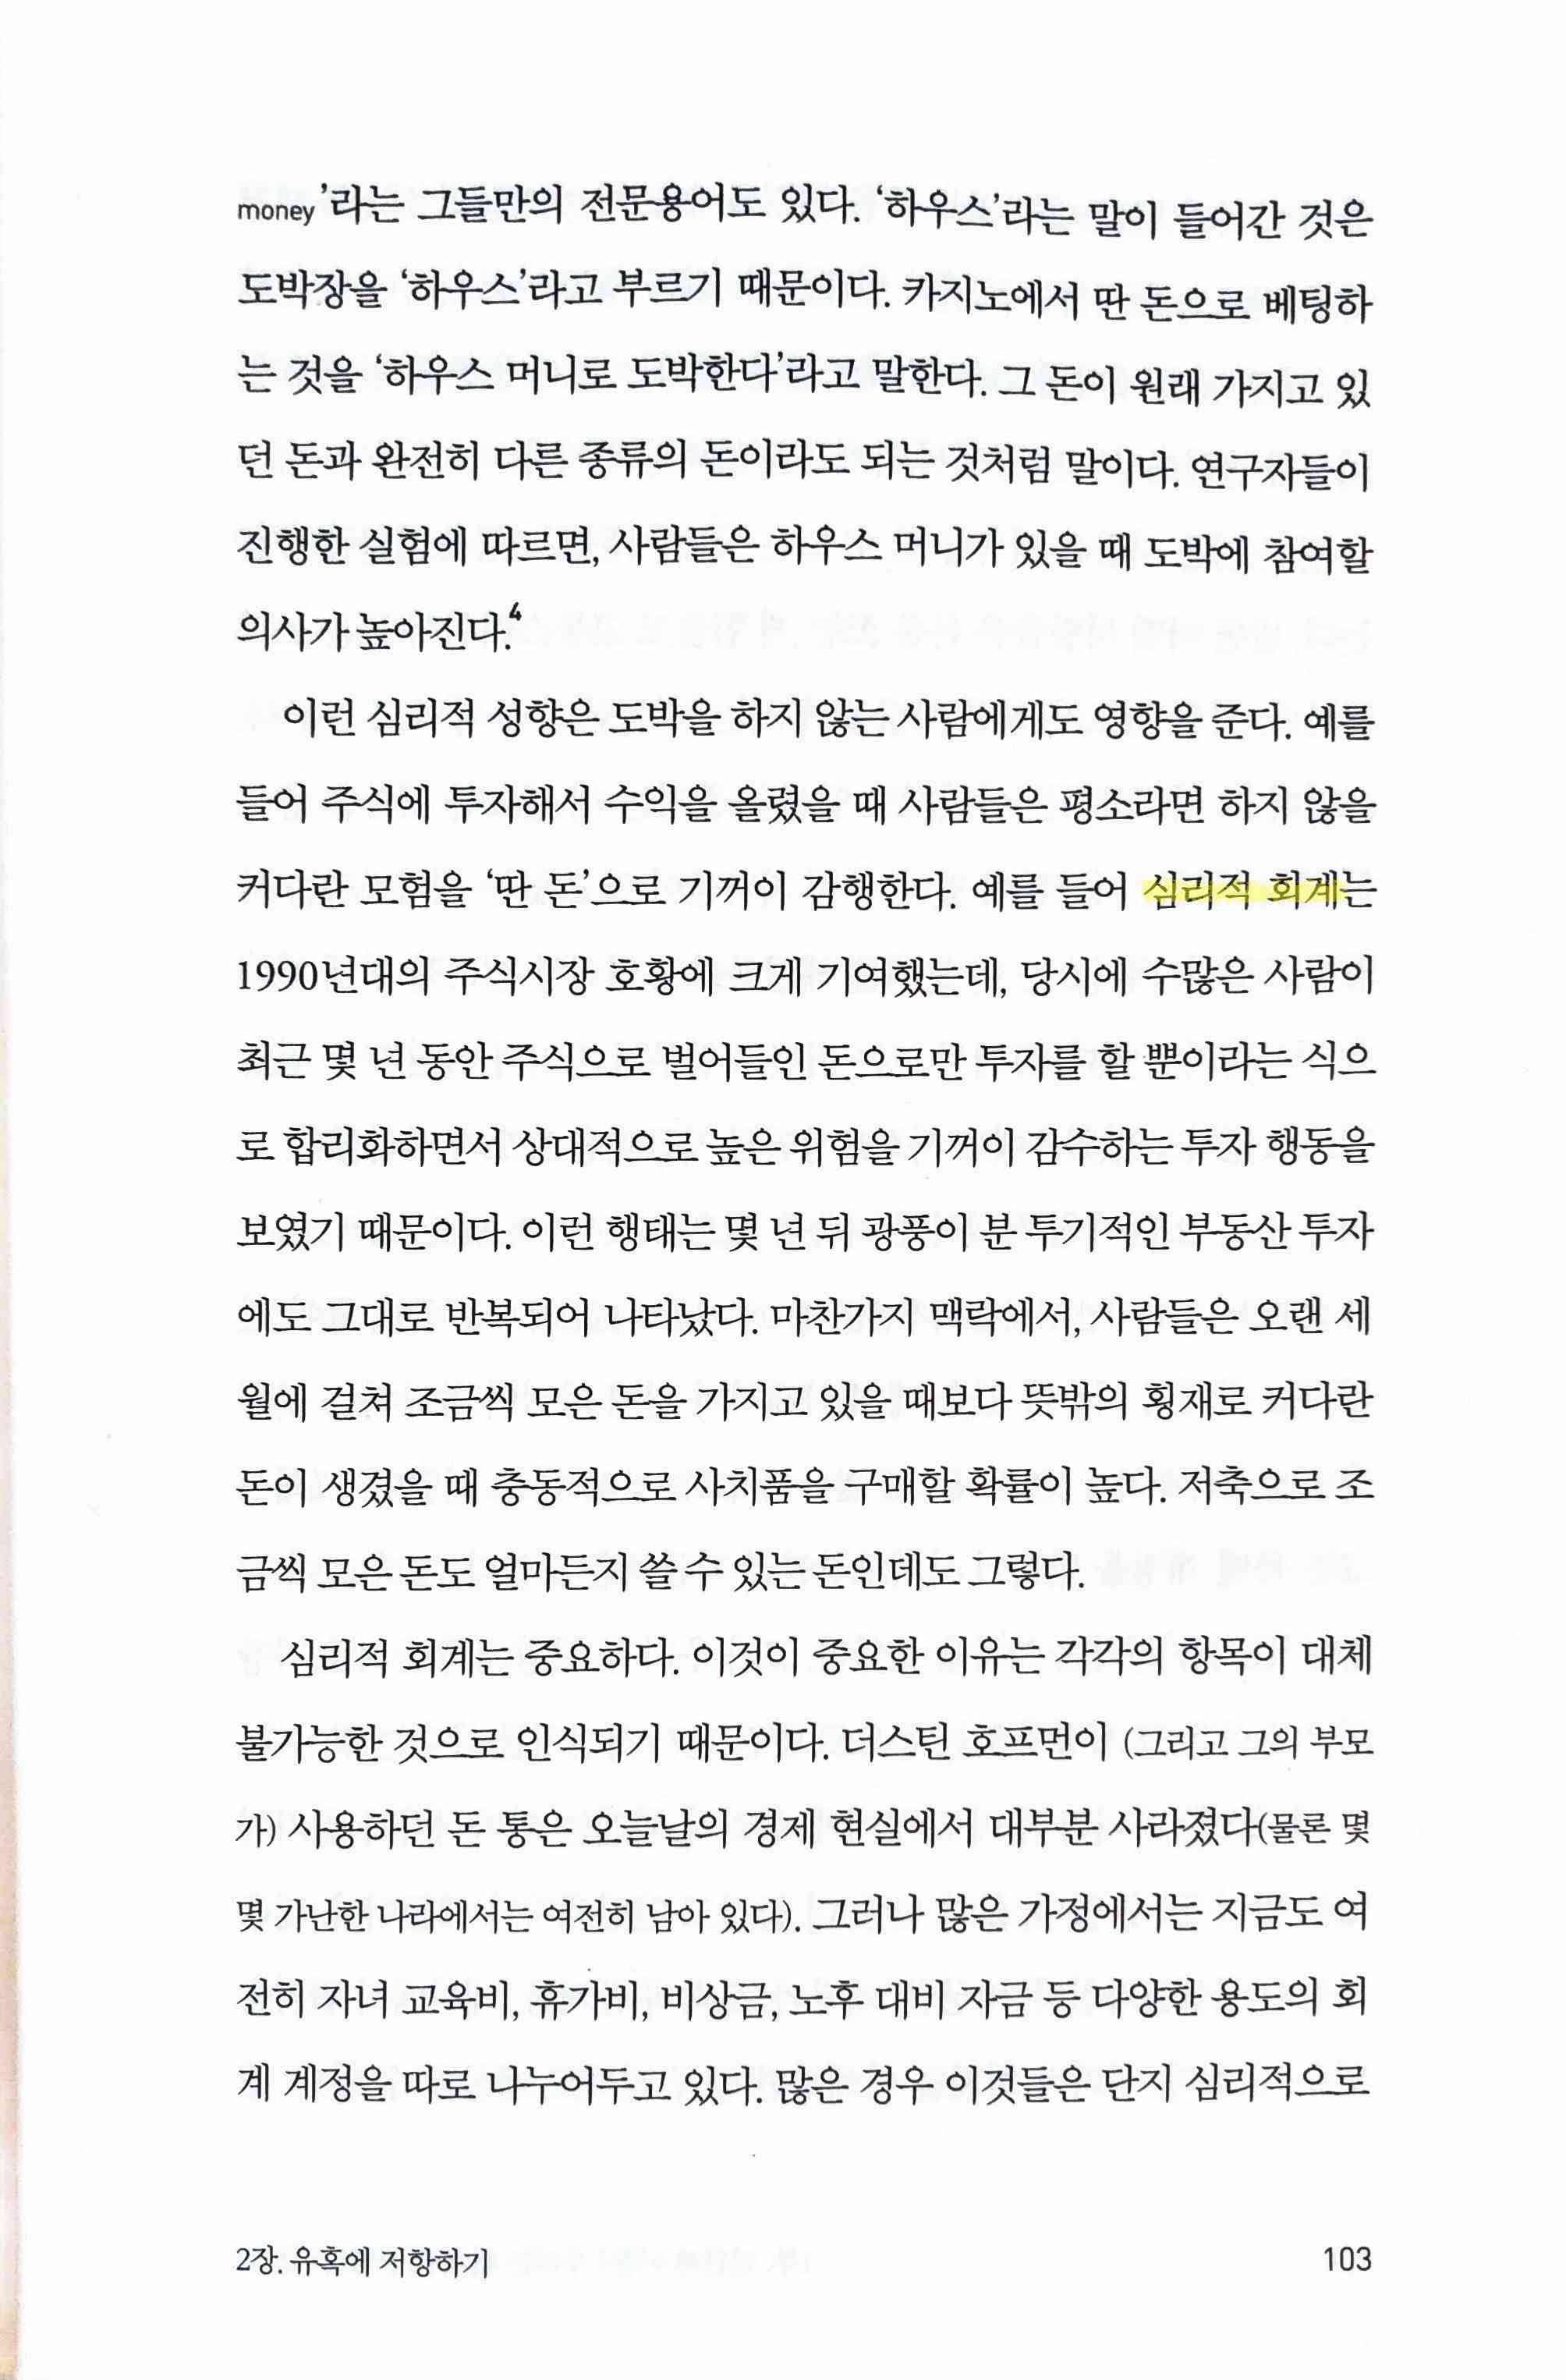 money’라는 그들만의 전문용어도 있다. ‘하우스’라는 말이 들어간 것은
도박장을 ‘하우스’라고 부르기 때문이다. 카지노에서 딴 돈으로 베팅하
는 것을 ‘하우스 머니로 도박한다’라고 말한다. 그 돈이 원래 가지고 있
던 돈과 완전히 다른 종류의 돈이라도 되는 것처럼 말이다. 연구자들이
진행한 실험에 따르면, 사람들은 하우스 머니가 있을 때 도박에 참여할
의사가 높아진다.4
이런 심리적 성향은 도박을 하지 않는 사람에게도 영향을 준다. 예를
들어 주식에 투자해서 수익을 올렸을 때 사람들은 평소라면 하지 않을
커다란 모험을 ‘딴 돈’으로 기꺼이 감행한다. 예를 들어 심리적 회계는
1990년대의 주식시장 호황에 크게 기여했는데, 당시에 수많은 사람이
최근 몇 년 동안 주식으로 벌어들인 돈으로만 투자를 할 뿐이라는 식으
로 합리화하면서 상대적으로 높은 위험을 기꺼이 감수하는 투자 행동을
보였기 때문이다. 이런 행태는 몇 년 뒤 광풍이 분 투기적인 부동산 투자
에도 그대로 반복되어 나타났다. 마찬가지 맥락에서, 사람들은 오랜 세
월에 걸쳐 조금씩 모은 돈을 가지고 있을 때보다 뜻밖의 횡재로 커다란
돈이 생겼을 때 충동적으로 사치품을 구매할 확률이 높다. 저축으로 조
금씩 모은 돈도 얼마든지 쓸 수 있는 돈인데도 그렇다.
심리적 회계는 중요하다. 이것이 중요한 이유는 각각의 항목이 대체
불가능한 것으로 인식되기 때문이다. 더스틴 호프먼이 (그리고 그의 부모
가) 사용하던 돈 통은 오늘날의 경제 현실에서 대부분 사라졌다(물론 몇
몇 가난한 나라에서는 여전히 남아 있다). 그러나 많은 가정에서는 지금도 여
전히 자녀 교육비, 휴가비, 비상금, 노후 대비 자금 등 다양한 용도의 회
계 계정을 따로 나누어두고 있다. 많은 경우 이것들은 단지 심리적으로
2장. 유혹에 저항하기 103